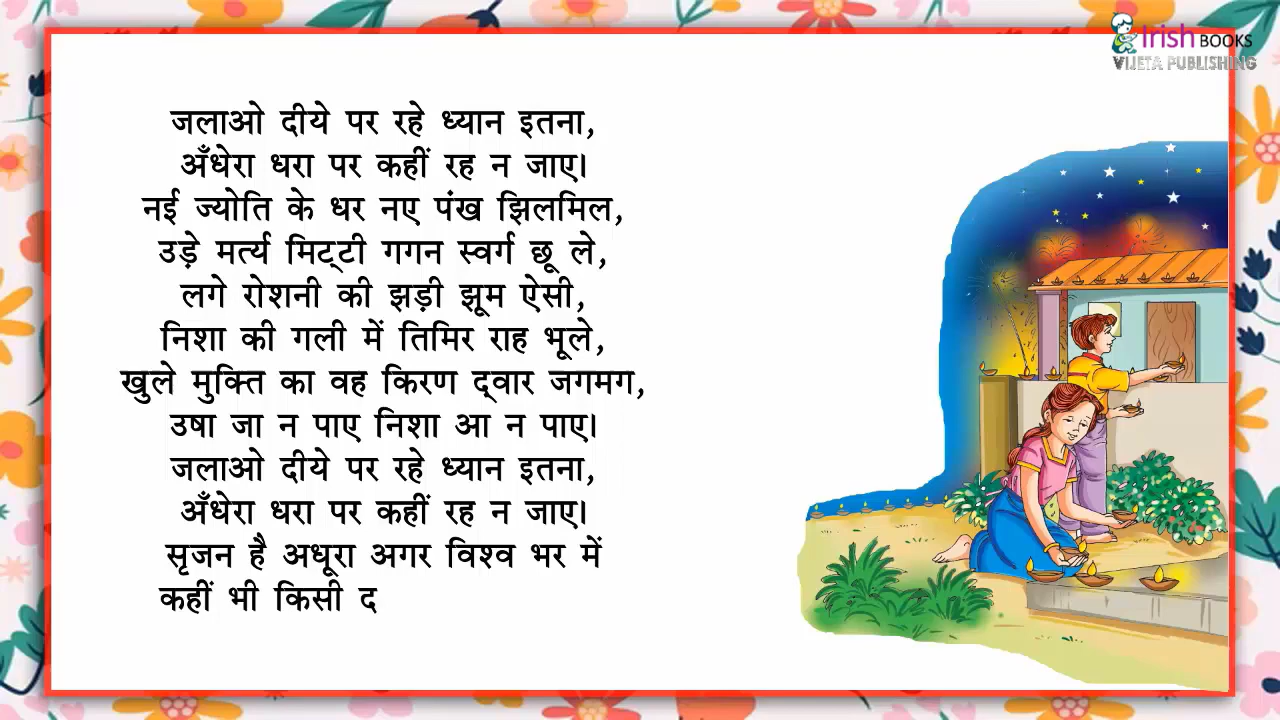 Irish BOOKS
VIJETA PUBLISHING
जलाओ दीये पर रहे ध्यान इतना,
अँधेरा धरा पर कहीं रह न जाए।
नई ज्योति के धर नए पंख झिलमिल,
उड़े मर्त्य मिट्टी गगन स्वर्ग छू ले,
लगे रोशनी की झड़ी झूम ऐसी,
निशा की गली में तिमिर राह भूले,
खुले मुक्ति का वह किरण द्वार जगमग,
उषा जा न पाए निशा आ न पाए।
जलाओ दीये पर रहे ध्यान इतना,
अँधेरा धरा पर कहीं रह न जाए।
सृजन है अधूरा अगर विश्व भर में
कहीं भी किसी द